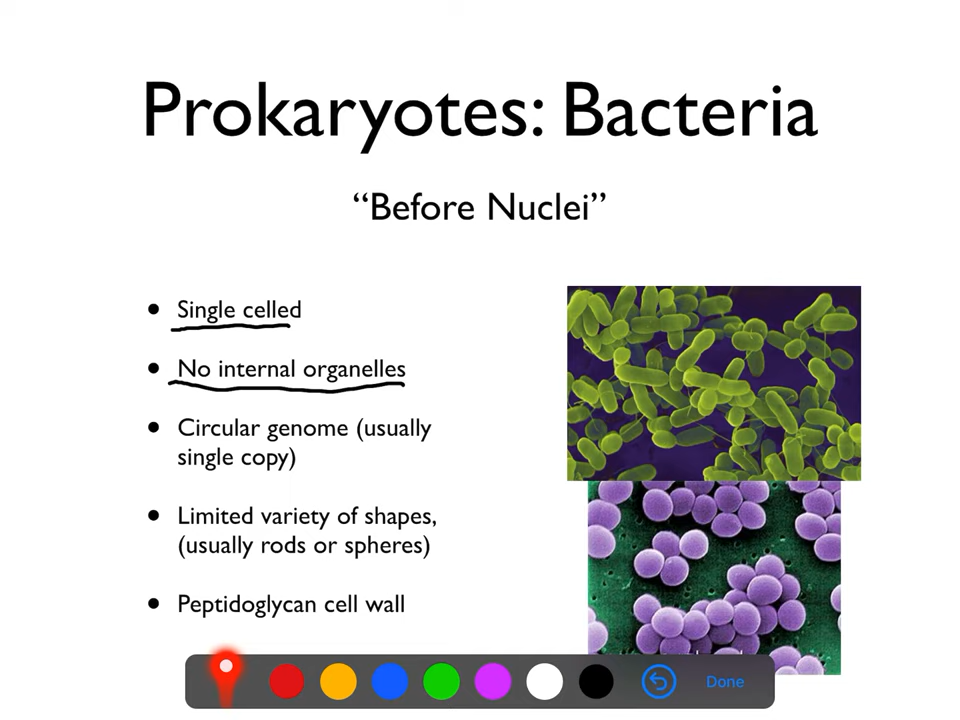 Prokaryotes: Bacteria
“Before Nuclei”
• Single celled
• No internal organelles
• Circular genome (usually
single copy)
• Limited variety of shapes,
(usually rods or spheres)
• Peptidoglycan cell wall
Done